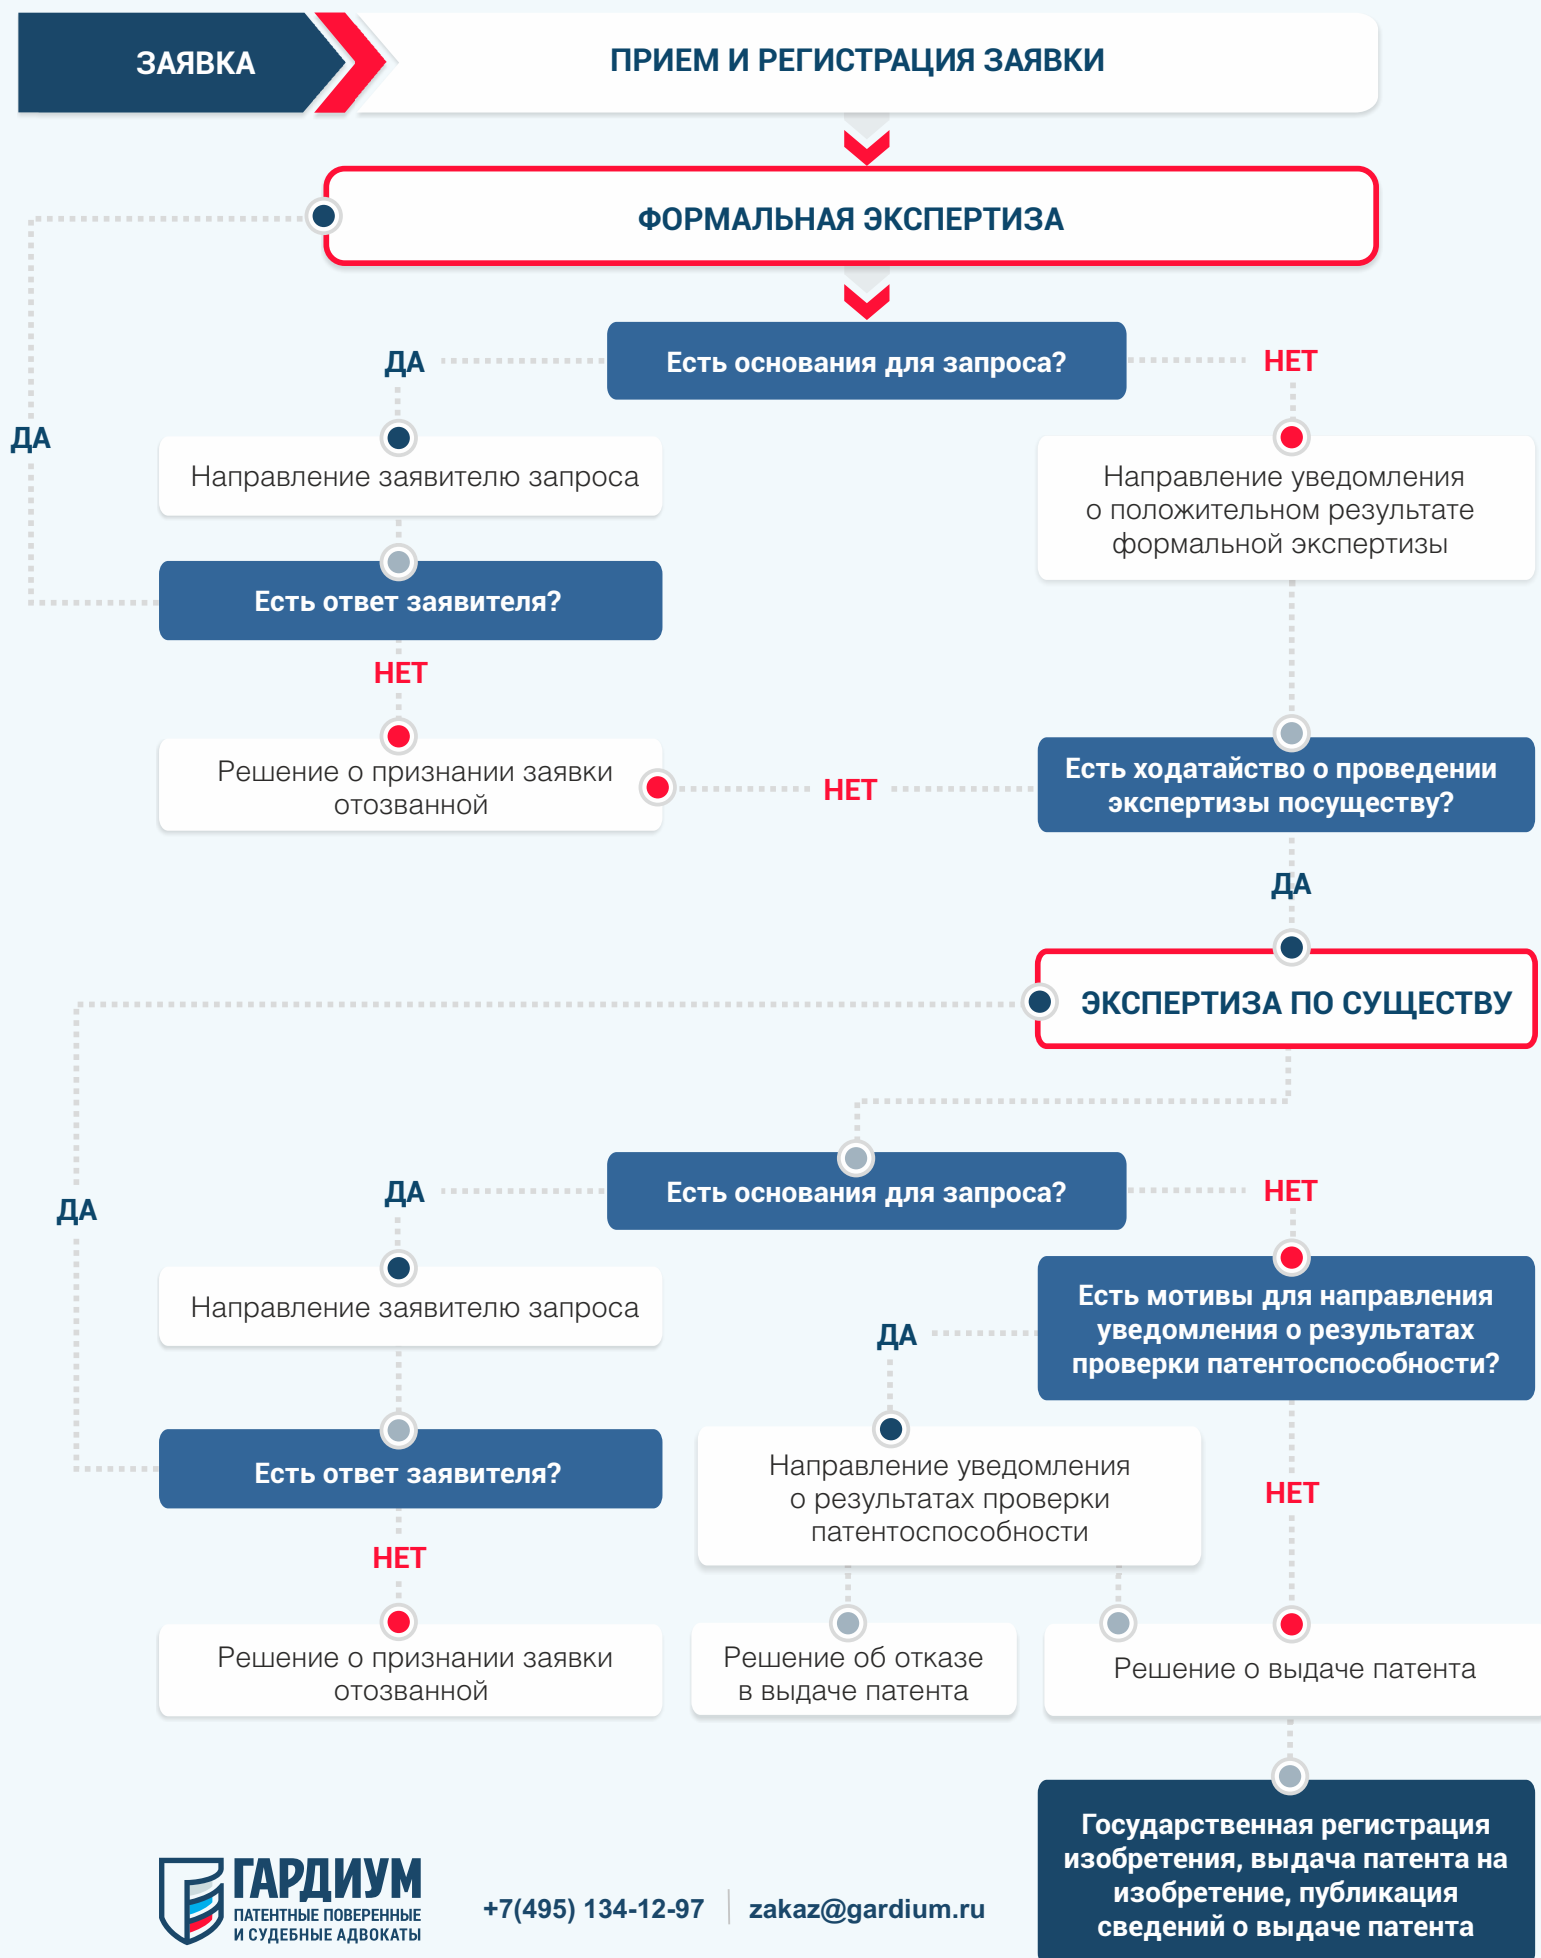 ЗАЯВКА
ПРИЕМ И РЕГИСТРАЦИЯ ЗАЯВКИ
ФОРМАЛЬНАЯ ЭКСПЕРТИЗА
Есть основания для запроса?
ДА
НЕТ
ДА
Направление заявителю запроса
Направление уведомления
о положительном результате
формальной экспертизы
Есть ответ заявителя?
НЕТ
Решение о признании заявки
отозванной
НЕТ
Есть ходатайство о проведении
экспертизы посуществу?
ДА
ЭКСПЕРТИЗА ПО СУЩЕСТВУ
Есть основания для запроса?
ДА
НЕТ
ДА
Направление заявителю запроса
Есть мотивы для направления
уведомления о результатах
проверки патентоспособности?
ДА
Есть ответ заявителя?
Направление уведомления
о результатах проверки
патентоспособности
НЕТ
НЕТ
Решение о признании заявки
отозванной
Решение об отказе
в выдаче патента
Решение о выдаче патента
Государственная регистрация
изобретения, выдача патента на
изобретение, публикация
сведений о выдаче патента
ГАРДИУМ
ПАТЕНТНЫЕ ПОВЕРЕННЫЕ
И СУДЕБНЫЕ АДВОКАТЫ
+7(495) 134-12-97
zakaz@gardium.ru